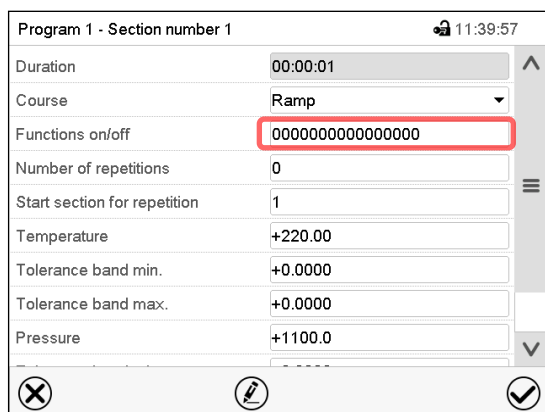 Program 1 - Section number 1 11:39:57
Duration 00:00:01
Course Ramp
Functions on/off 0000000000000000
Number of repetitions 0
Start section for repetition 1
Temperature +220.00
Tolerance band min. +0.0000
Tolerance band max. +0.0000
Pressure +1100.0